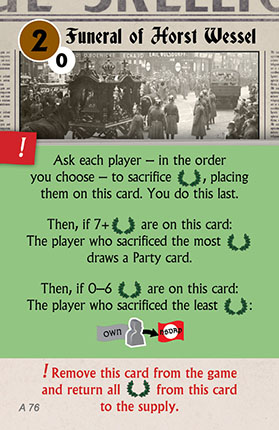 2 Funeral of Horst Wessel
0
!
Ask each player – in the order
you choose – to sacrifice , placing
them on this card. You do this last.
Then, if 7+ are on this card:
The player who sacrificed the most
draws a Party card.
Then, if 0–6 are on this card:
The player who sacrificed the least :
OWN NSDAP
! Remove this card from the game
and return all from this card
to the supply.
A 76